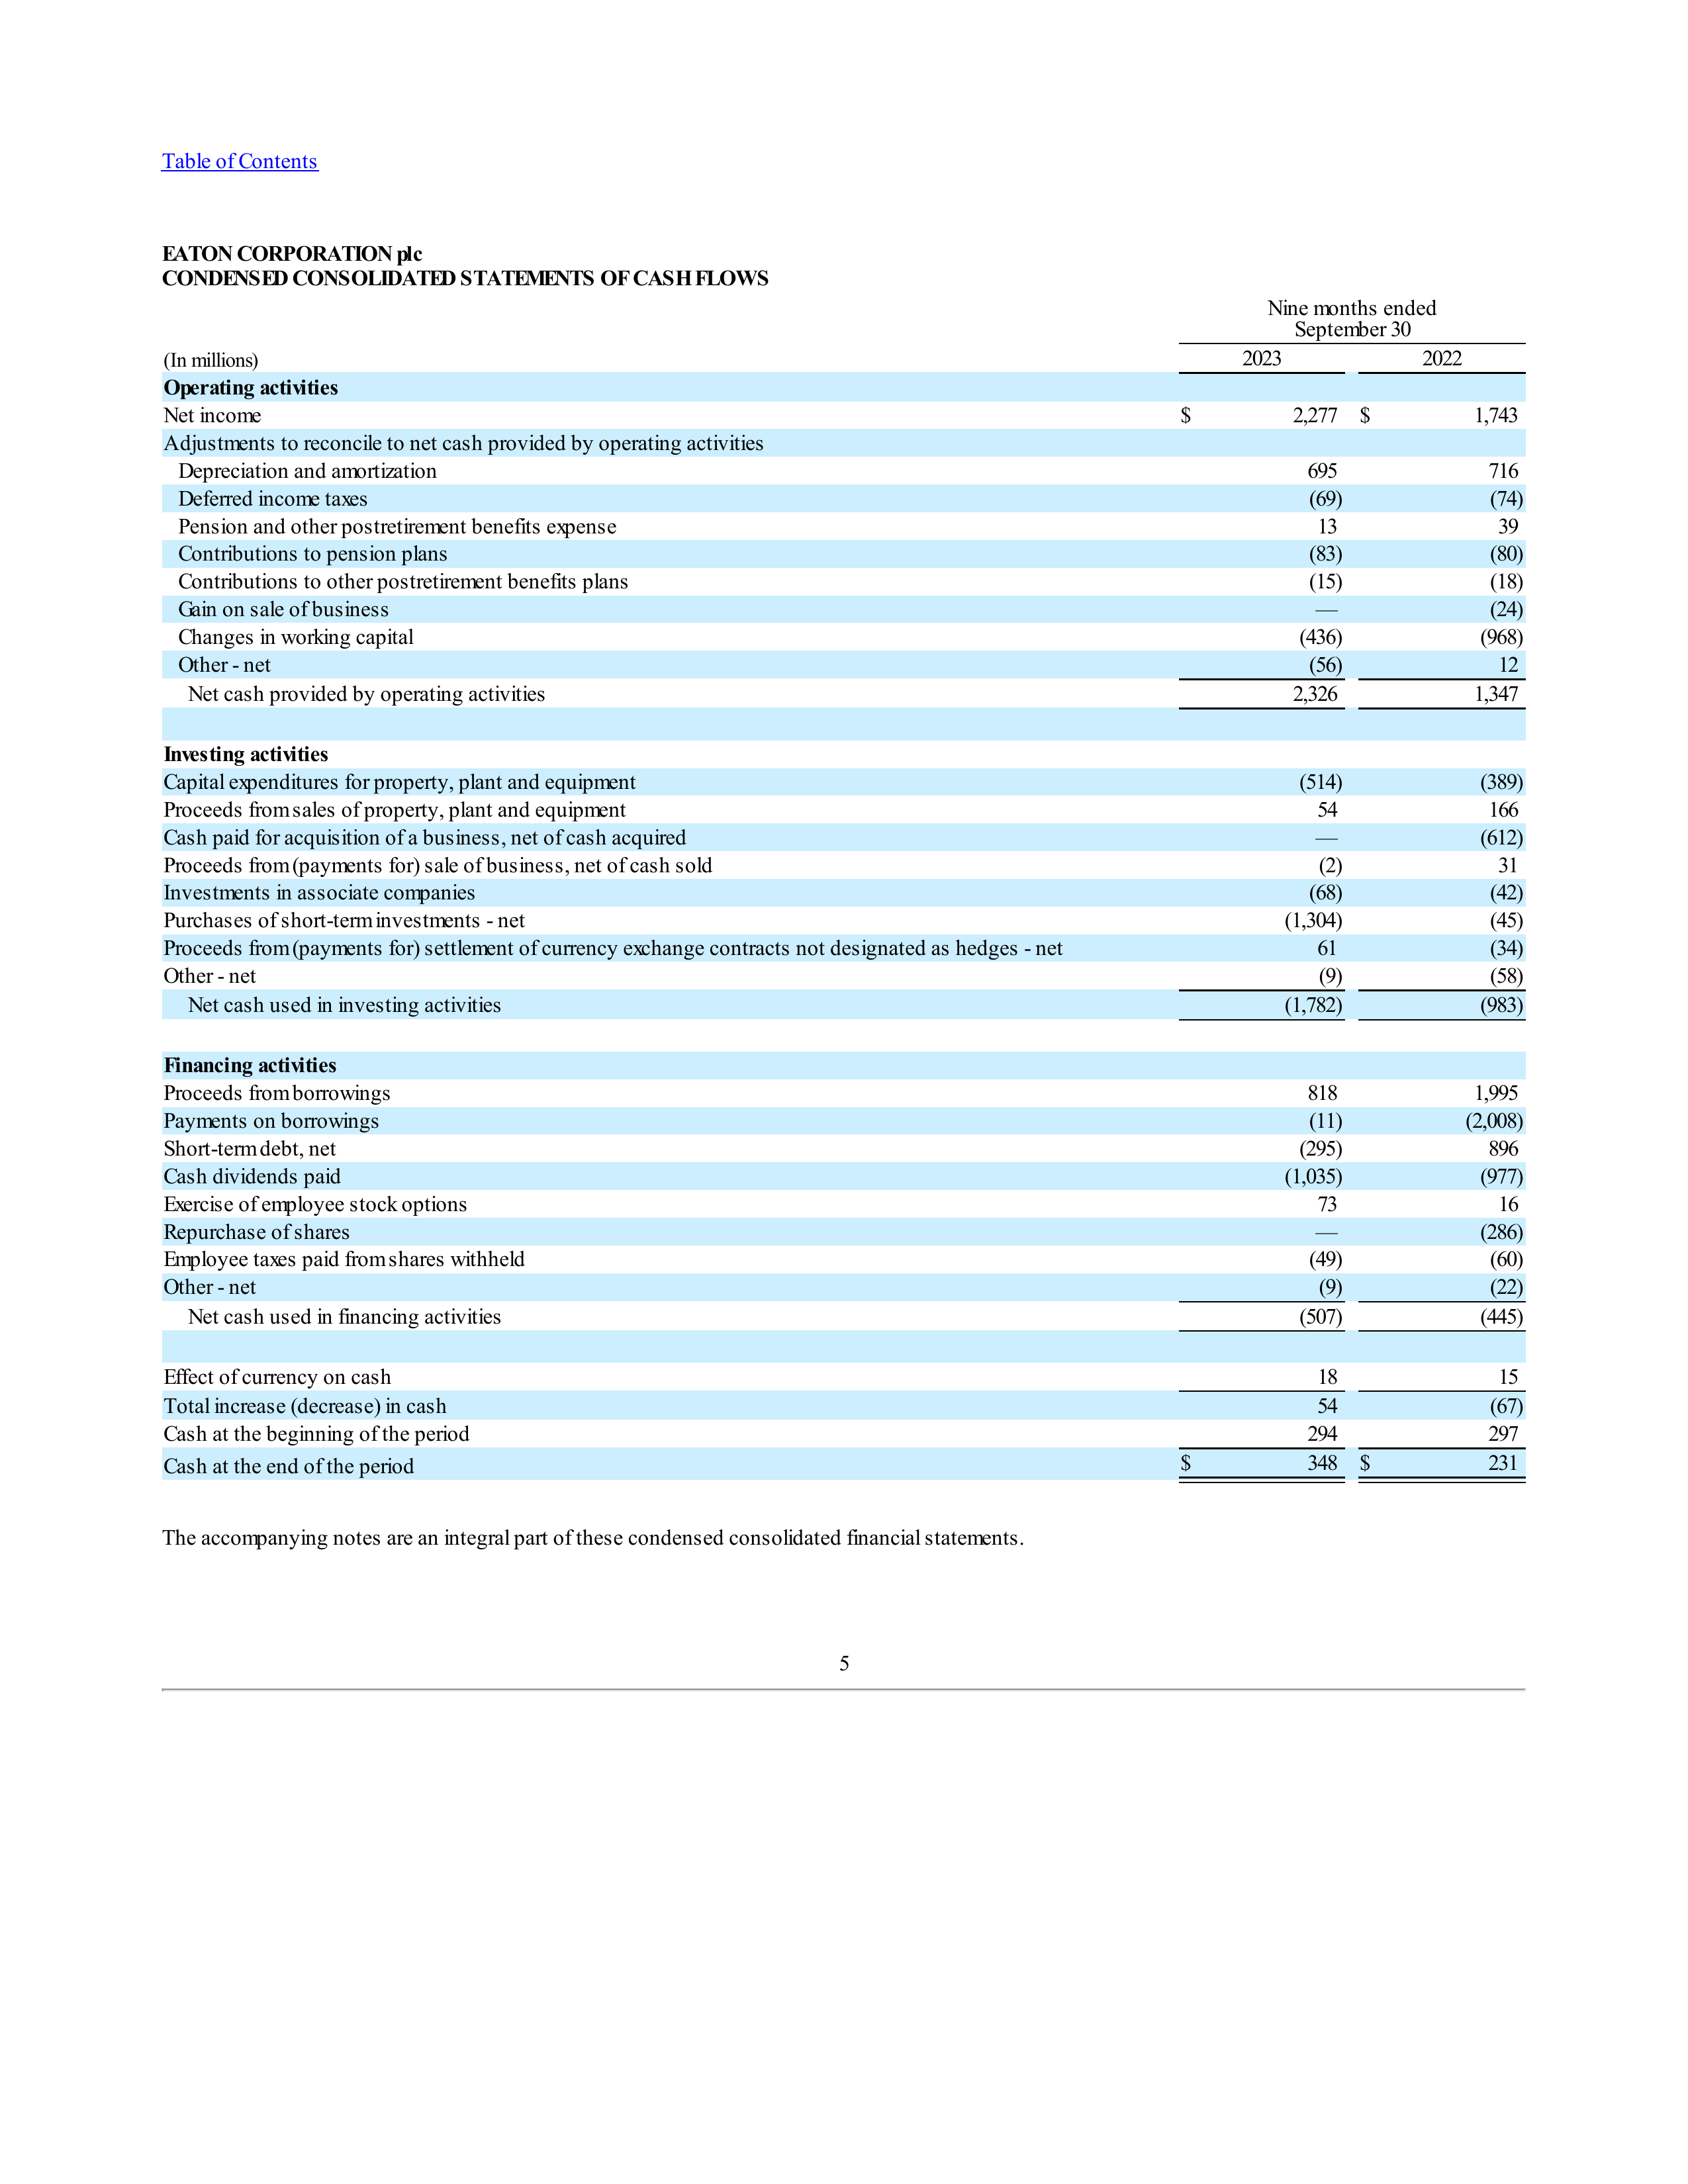 Table of Contents
EATON CORPORATION plc
CONDENSED CONSOLIDATED STATEMENTS OF CASH FLOWS
Nine months ended
September 30
(In millions) 2023 2022
Operating activities
Net income $ 2,277 $ 1,743
Adjustments to reconcile to net cash provided by operating activities
Depreciation and amortization 695 716
Deferred income taxes (69) (74)
Pension and other postretirement benefits expense 13 39
Contributions to pension plans (83) (80)
Contributions to other postretirement benefits plans (15) (18)
Gain on sale of business — (24)
Changes in working capital (436) (968)
Other - net (56) 12
Net cash provided by operating activities 2,326 1,347
Investing activities
Capital expenditures for property, plant and equipment (514) (389)
Proceeds from sales of property, plant and equipment 54 166
Cash paid for acquisition of a business, net of cash acquired — (612)
Proceeds from (payments for) sale of business, net of cash sold (2) 31
Investments in associate companies (68) (42)
Purchases of short-term investments - net (1,304) (45)
Proceeds from (payments for) settlement of currency exchange contracts not designated as hedges - net 61 (34)
Other - net (9) (58)
Net cash used in investing activities (1,782) (983)
Financing activities
Proceeds from borrowings 818 1,995
Payments on borrowings (11) (2,008)
Short-term debt, net (295) 896
Cash dividends paid (1,035) (977)
Exercise of employee stock options 73 16
Repurchase of shares — (286)
Employee taxes paid from shares withheld (49) (60)
Other - net (9) (22)
Net cash used in financing activities (507) (445)
Effect of currency on cash 18 15
Total increase (decrease) in cash 54 (67)
Cash at the beginning of the period 294 297
Cash at the end of the period $ 348 $ 231
The accompanying notes are an integral part of these condensed consolidated financial statements.
5